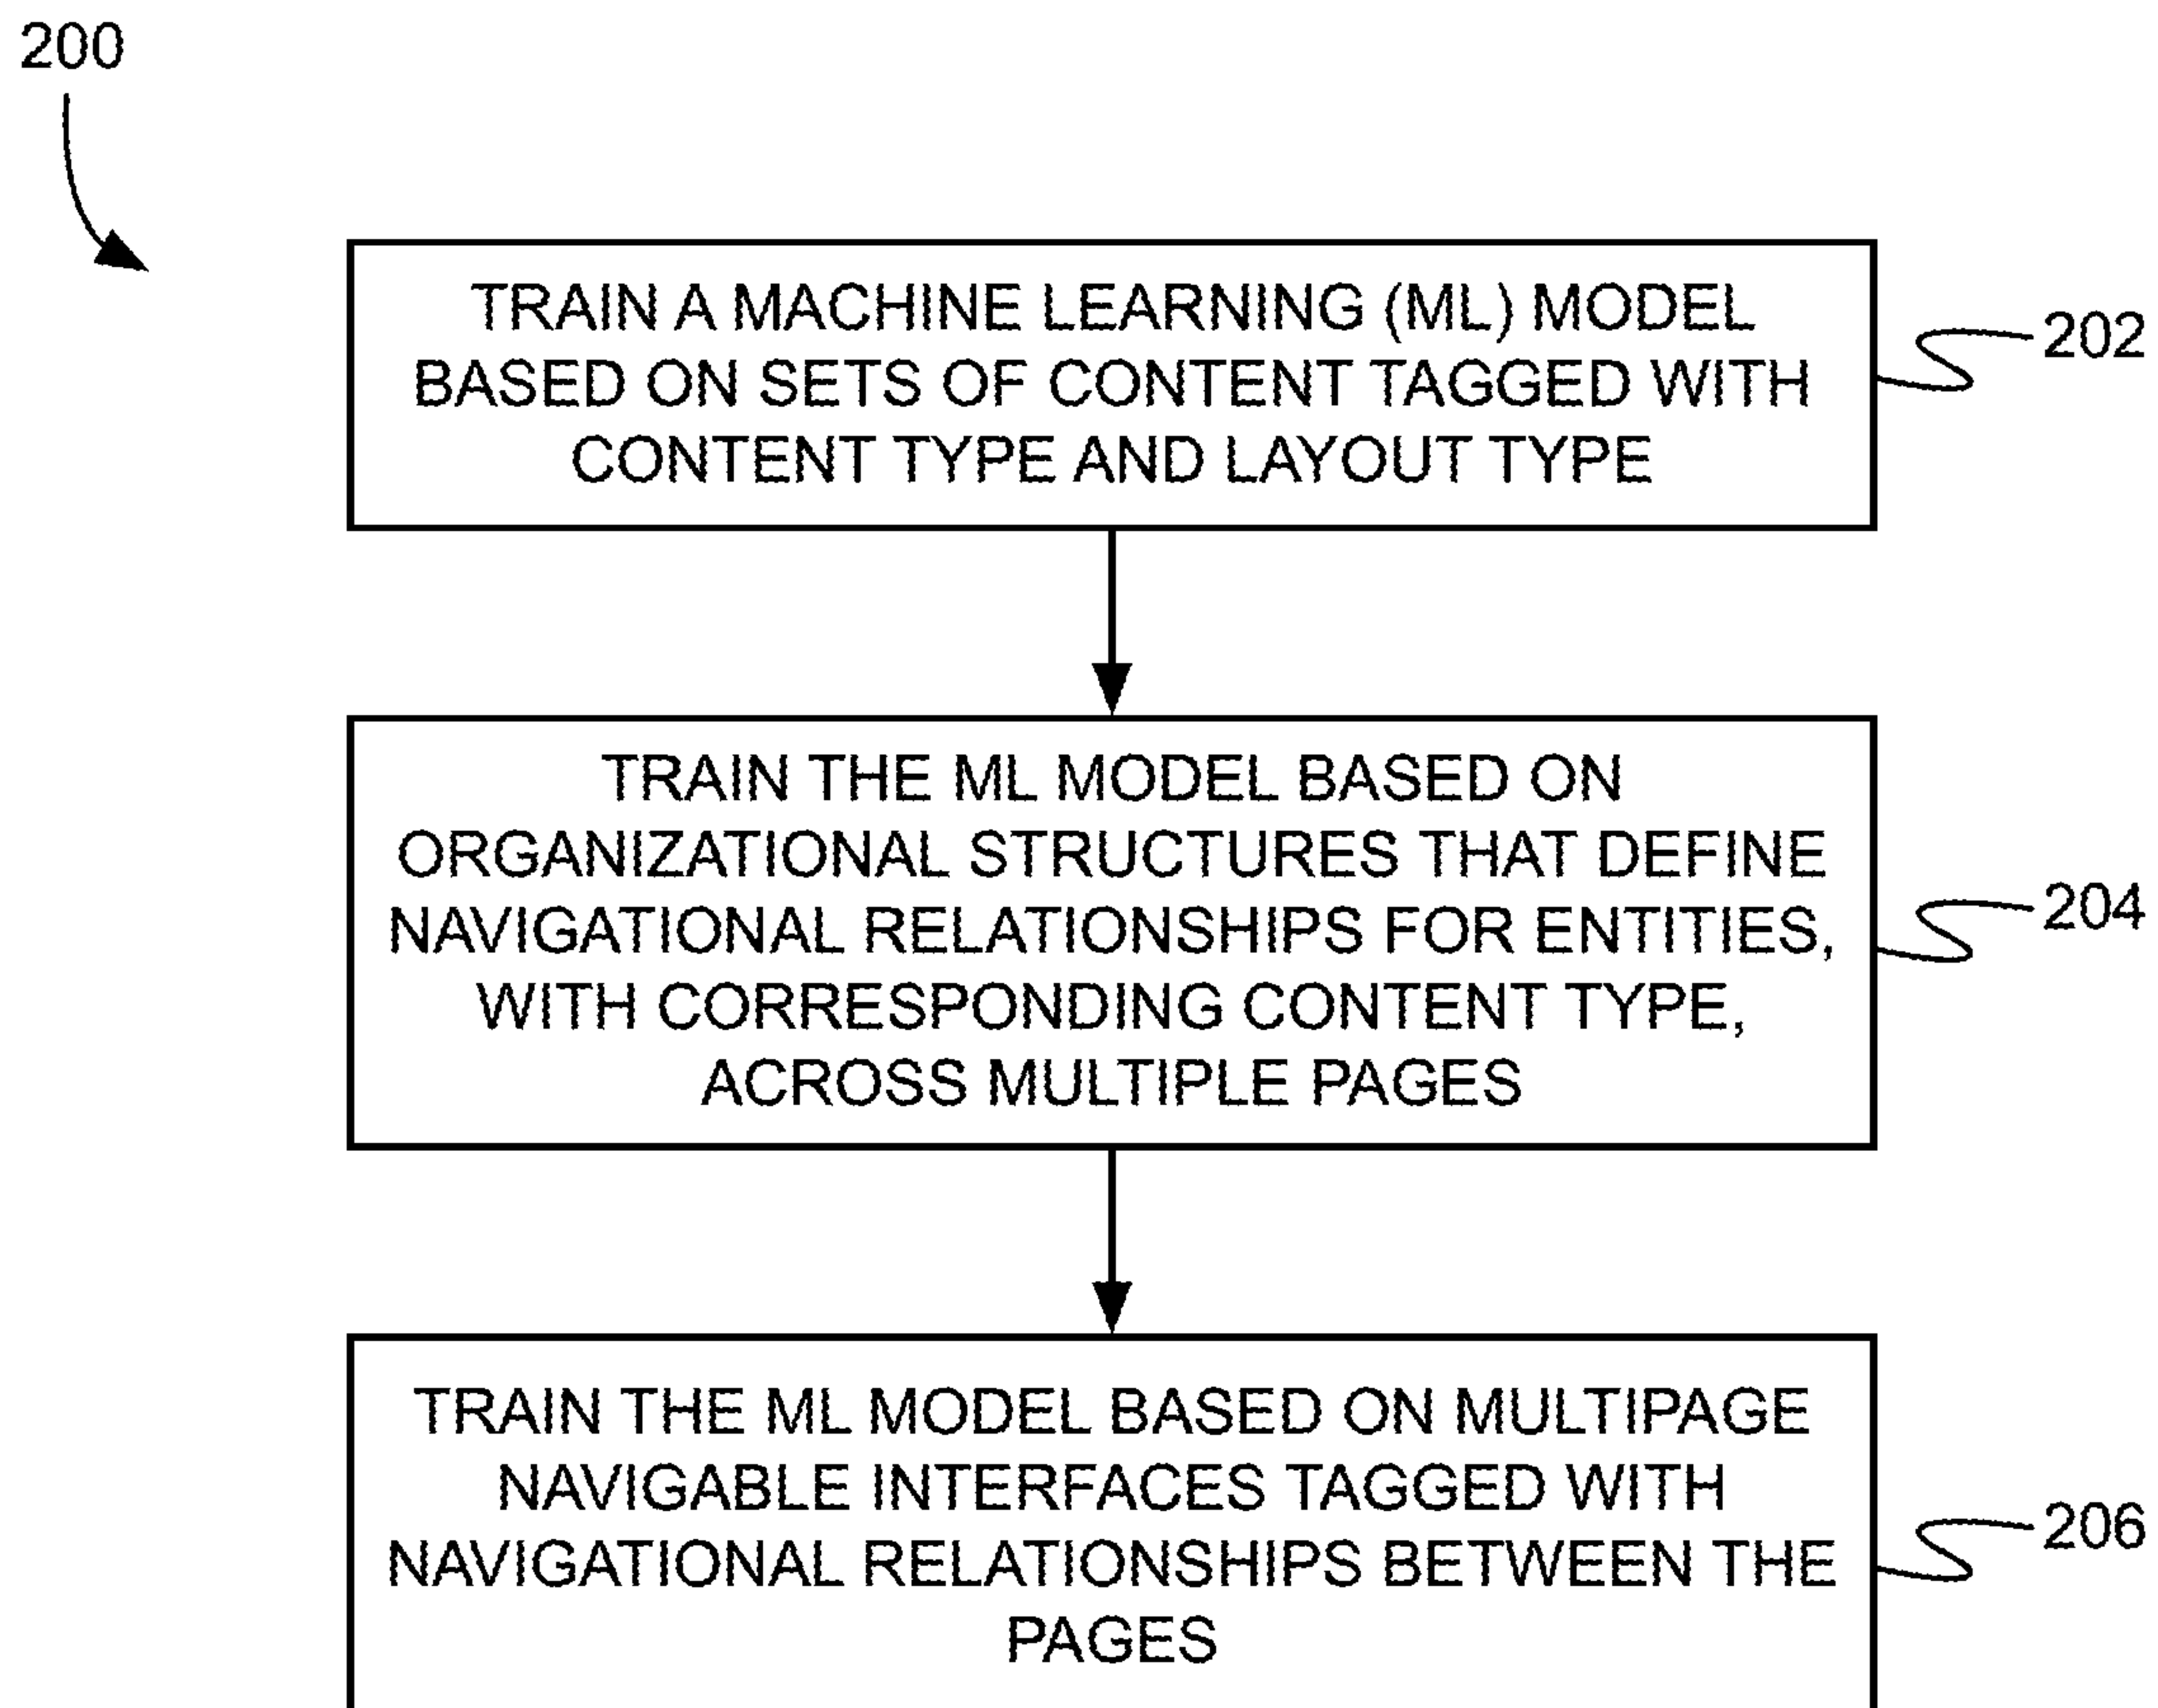 200
TRAIN A MACHINE LEARNING (ML) MODEL
BASED ON SETS OF CONTENT TAGGED WITH
CONTENT TYPE AND LAYOUT TYPE
202
TRAIN THE ML MODEL BASED ON
ORGANIZATIONAL STRUCTURES THAT DEFINE
NAVIGATIONAL RELATIONSHIPS FOR ENTITIES,
WITH CORRESPONDING CONTENT TYPE,
ACROSS MULTIPLE PAGES
204
TRAIN THE ML MODEL BASED ON MULTIPAGE
NAVIGABLE INTERFACES TAGGED WITH
NAVIGATIONAL RELATIONSHIPS BETWEEN THE
PAGES
206